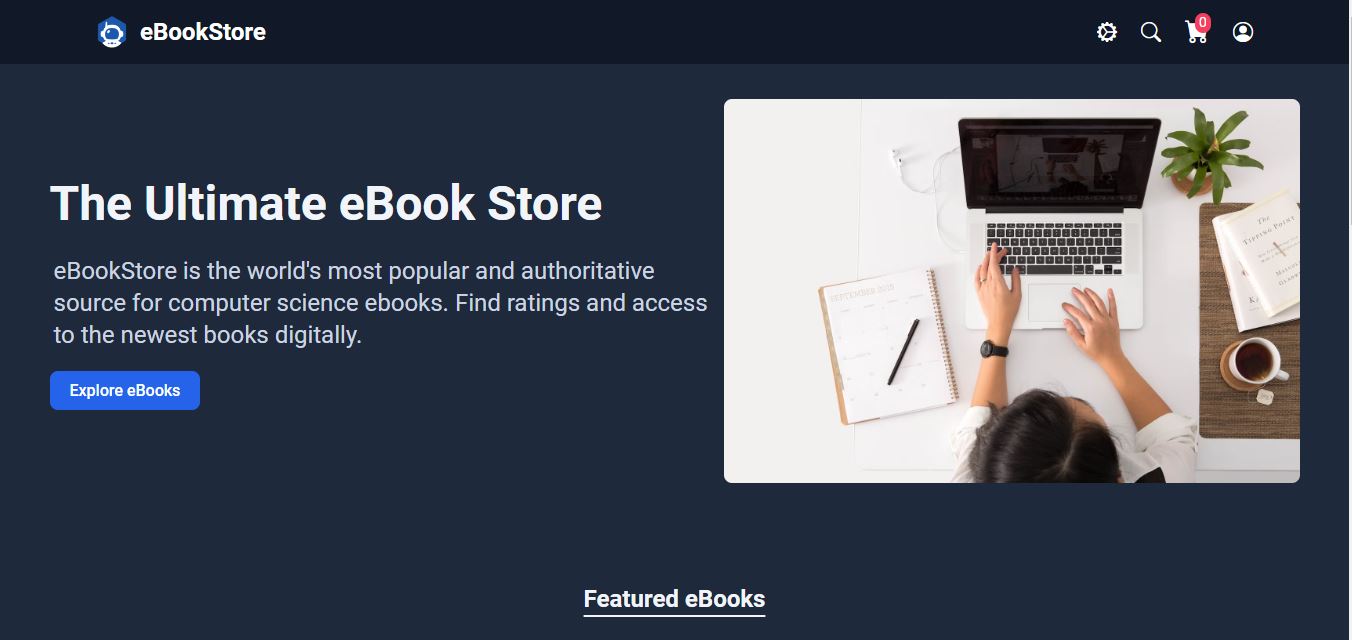 eBookStore
0
The Ultimate eBook Store
eBookStore is the world's most popular and authoritative
source for computer science ebooks. Find ratings and access
to the newest books digitally.
Explore eBooks
SEPTEMBER 2015
The
TIPPING POINT
Featured eBooks